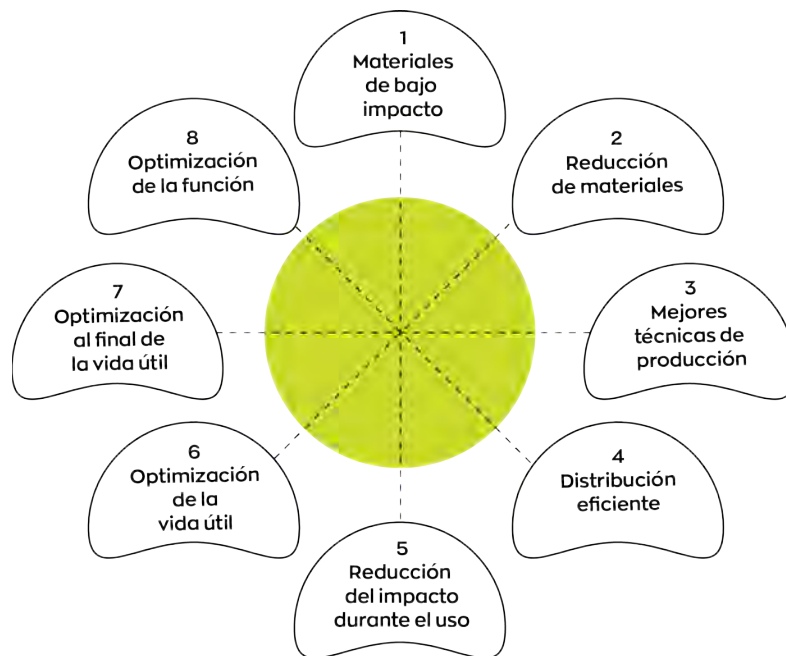 1
Materiales
de bajo
impacto
2
Reducción
de materiales
3
Mejores
técnicas de
producción
4
Distribución
eficiente
5
Reducción
del impacto
durante el uso
6
Optimización
de la
vida útil
7
Optimización
al final de
la vida útil
8
Optimización
de la función